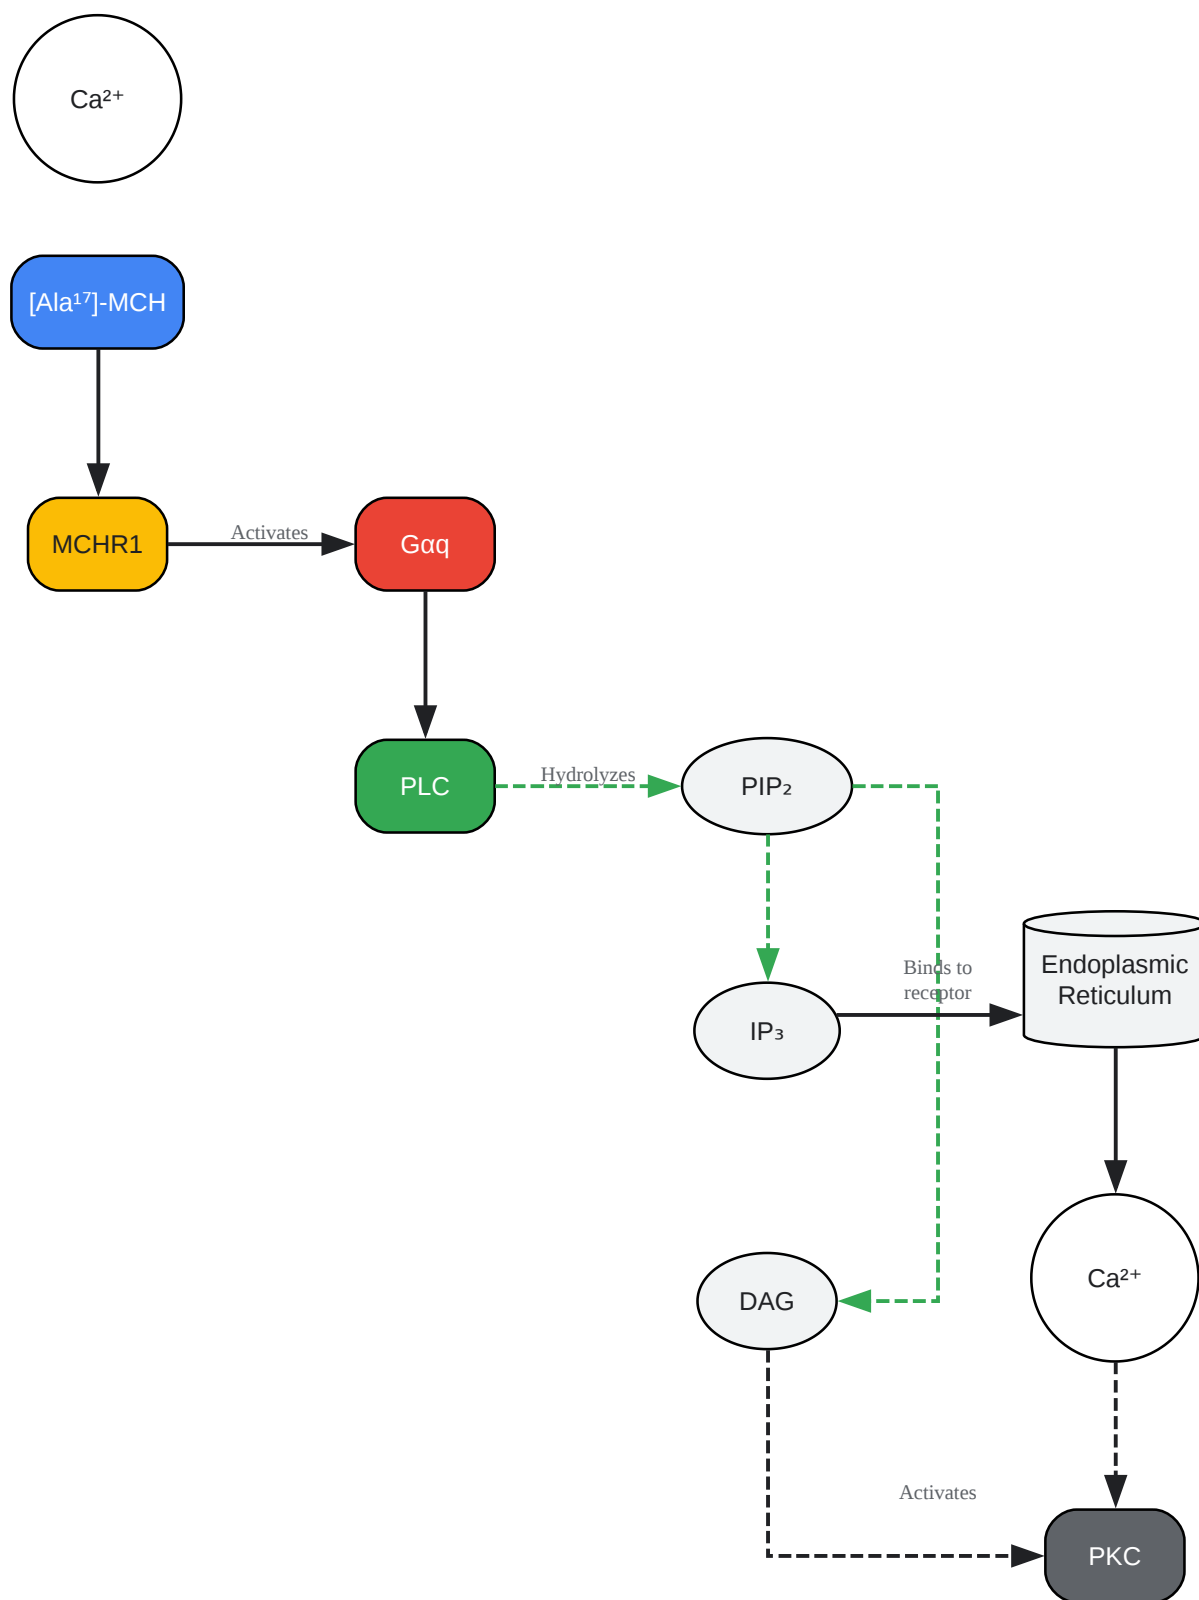 Ca²⁺
[Ala¹⁷]-MCH
MCHR1
Activates
Gαq
PLC
Hydrolyzes
PIP₂
Binds to
receptor
Endoplasmic
Reticulum
IP₃
DAG
Ca²⁺
Activates
PKC